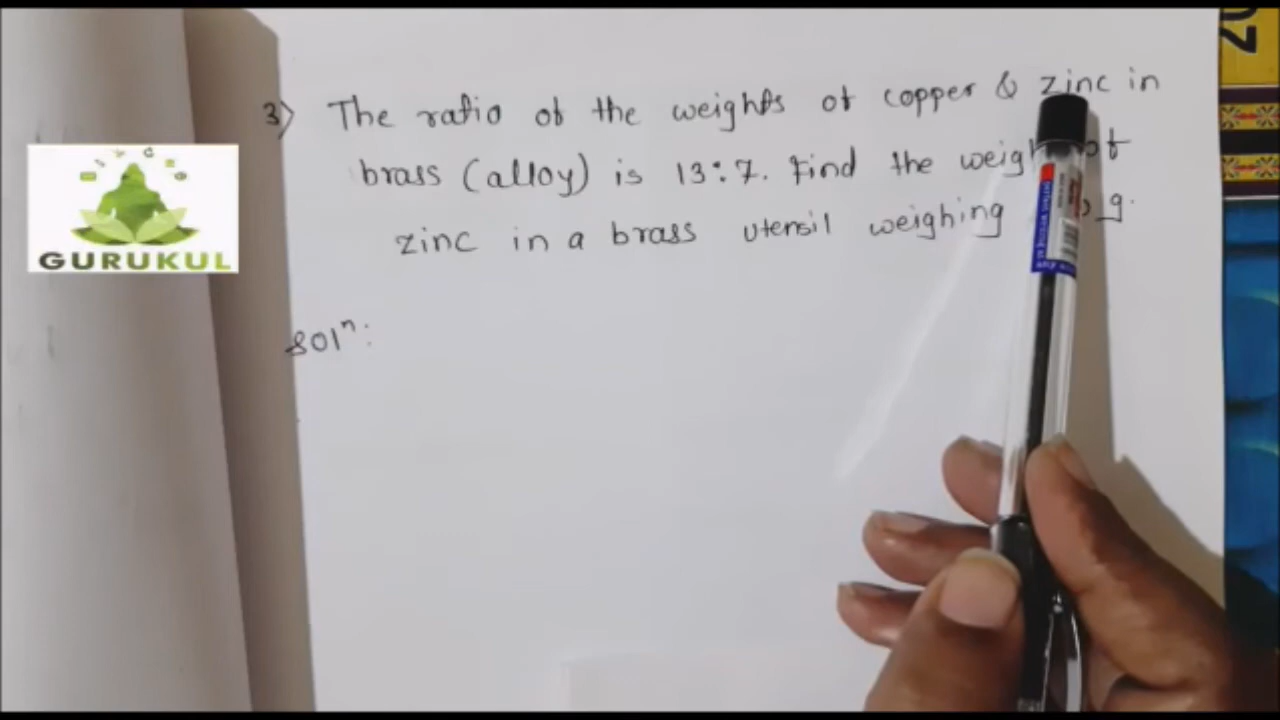 3) The ratio of the weights of copper & zinc in
brass (alloy) is 13:7. Find the weight of
zinc in a brass utensil weighing g.
Solⁿ:
GURUKUL